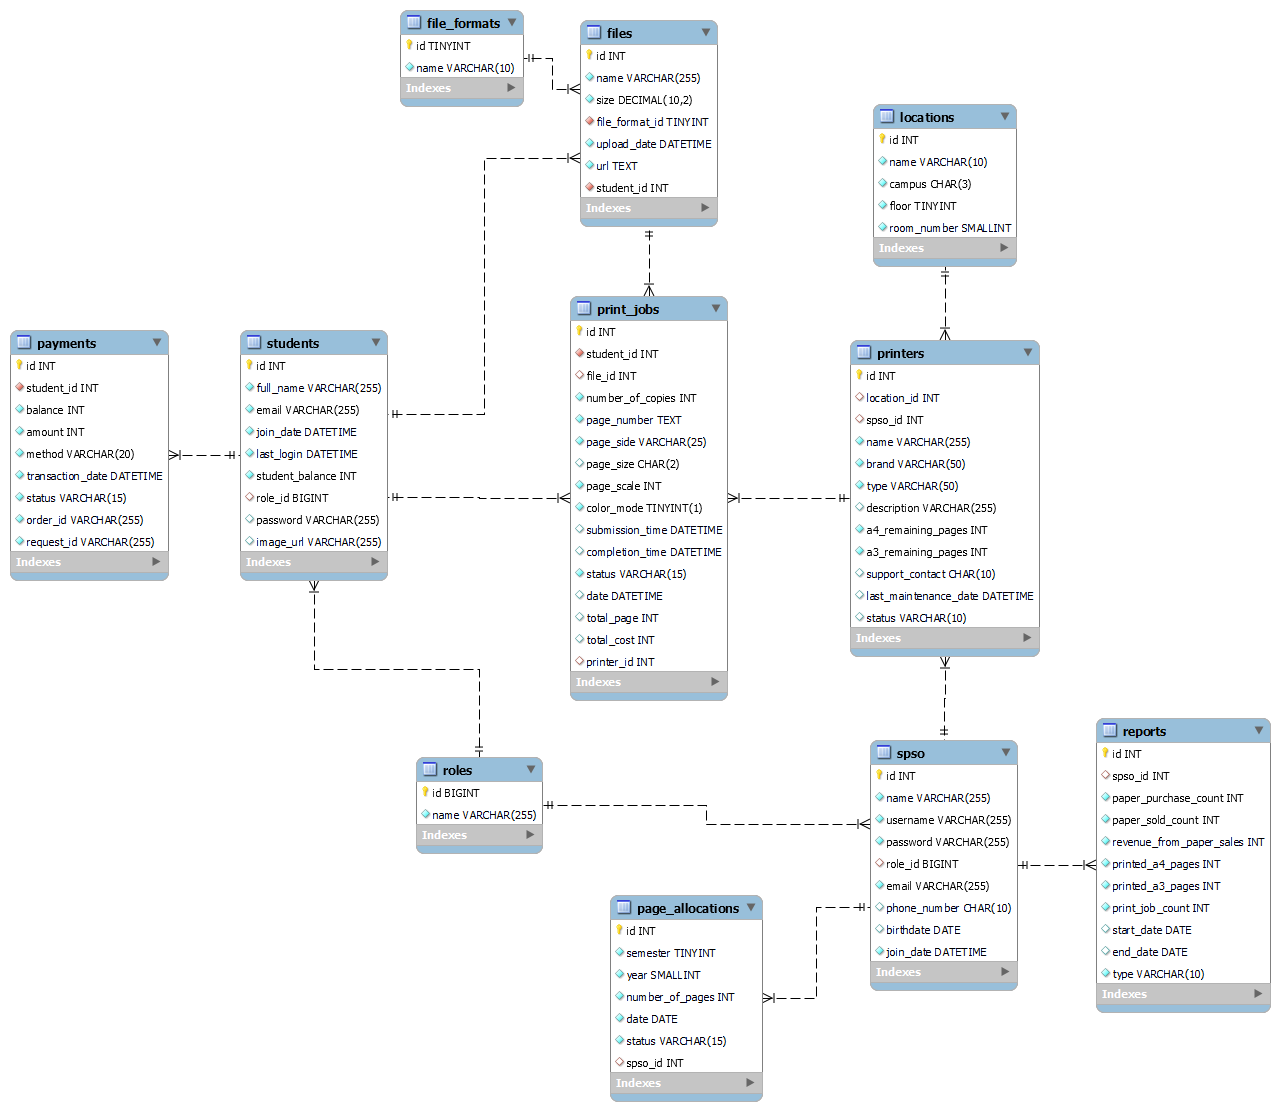 file_formats
id TINYINT
name VARCHAR(10)
Indexes
files
id INT
name VARCHAR(255)
size DECIMAL(10,2)
file_format_id TINYINT
upload_date DATETIME
url TEXT
student_id INT
Indexes
locations
id INT
name VARCHAR(10)
campus CHAR(3)
floor TINYINT
room_number SMALLINT
Indexes
payments
id INT
student_id INT
balance INT
amount INT
method VARCHAR(20)
transaction_date DATETIME
status VARCHAR(15)
order_id VARCHAR(255)
request_id VARCHAR(255)
Indexes
students
id INT
full_name VARCHAR(255)
email VARCHAR(255)
join_date DATETIME
last_login DATETIME
student_balance INT
role_id BIGINT
password VARCHAR(255)
image_url VARCHAR(255)
Indexes
print_jobs
id INT
student_id INT
file_id INT
number_of_copies INT
page_number TEXT
page_side VARCHAR(25)
page_size CHAR(2)
page_scale INT
color_mode TINYINT(1)
submission_time DATETIME
completion_time DATETIME
status VARCHAR(15)
date DATETIME
total_page INT
total_cost INT
printer_id INT
Indexes
printers
id INT
location_id INT
spso_id INT
name VARCHAR(255)
brand VARCHAR(50)
type VARCHAR(50)
description VARCHAR(255)
a4_remaining_pages INT
a3_remaining_pages INT
support_contact CHAR(10)
last_maintenance_date DATETIME
status VARCHAR(10)
Indexes
roles
id BIGINT
name VARCHAR(255)
Indexes
spso
id INT
name VARCHAR(255)
username VARCHAR(255)
password VARCHAR(255)
role_id BIGINT
email VARCHAR(255)
phone_number CHAR(10)
birthdate DATE
join_date DATETIME
Indexes
reports
id INT
spso_id INT
paper_purchase_count INT
paper_sold_count INT
revenue_from_paper_sales INT
printed_a4_pages INT
printed_a3_pages INT
print_job_count INT
start_date DATE
end_date DATE
type VARCHAR(10)
Indexes
page_allocations
id INT
semester TINYINT
year SMALLINT
number_of_pages INT
date DATE
status VARCHAR(15)
spso_id INT
Indexes